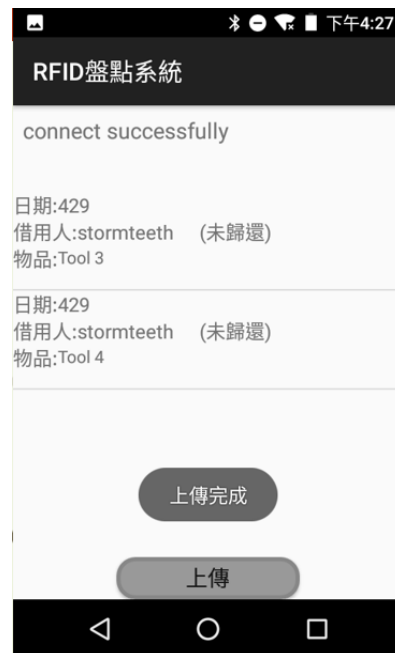 下午4:27
RFID盤點系統
connect successfully
日期:429
借用人:stormteeth (未歸還)
物品:Tool 3
日期:429
借用人:stormteeth (未歸還)
物品:Tool 4
上傳完成
上傳